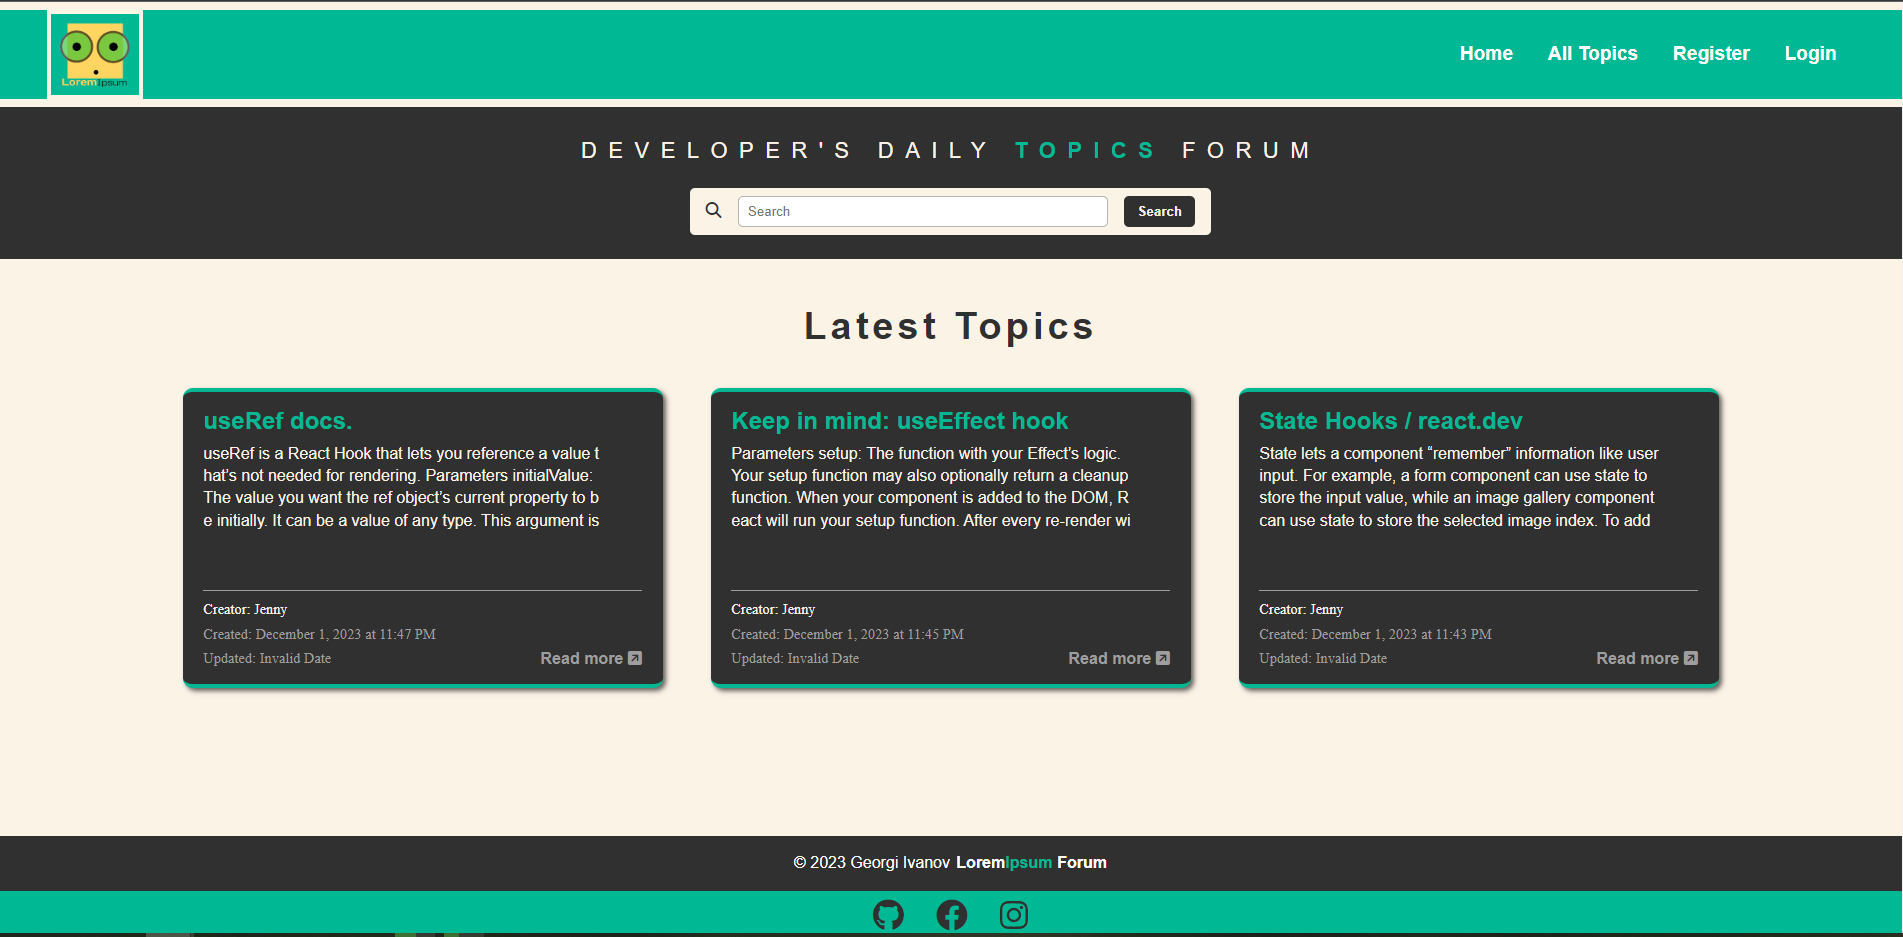 LoremIpsum
Home
All Topics
Register
Login
DEVELOPER'S DAILY TOPICS FORUM
Search
Search
Latest Topics
useRef docs.
useRef is a React Hook that lets you reference a value t
hat’s not needed for rendering. Parameters initialValue:
The value you want the ref object’s current property to b
e initially. It can be a value of any type. This argument is
Creator: Jenny
Created: December 1, 2023 at 11:47 PM
Updated: Invalid Date
Read more
Keep in mind: useEffect hook
Parameters setup: The function with your Effect’s logic.
Your setup function may also optionally return a cleanup
function. When your component is added to the DOM, R
eact will run your setup function. After every re-render wi
Creator: Jenny
Created: December 1, 2023 at 11:45 PM
Updated: Invalid Date
Read more
State Hooks / react.dev
State lets a component “remember” information like user
input. For example, a form component can use state to
store the input value, while an image gallery component
can use state to store the selected image index. To add
Creator: Jenny
Created: December 1, 2023 at 11:43 PM
Updated: Invalid Date
Read more
© 2023 Georgi Ivanov LoremIpsum Forum